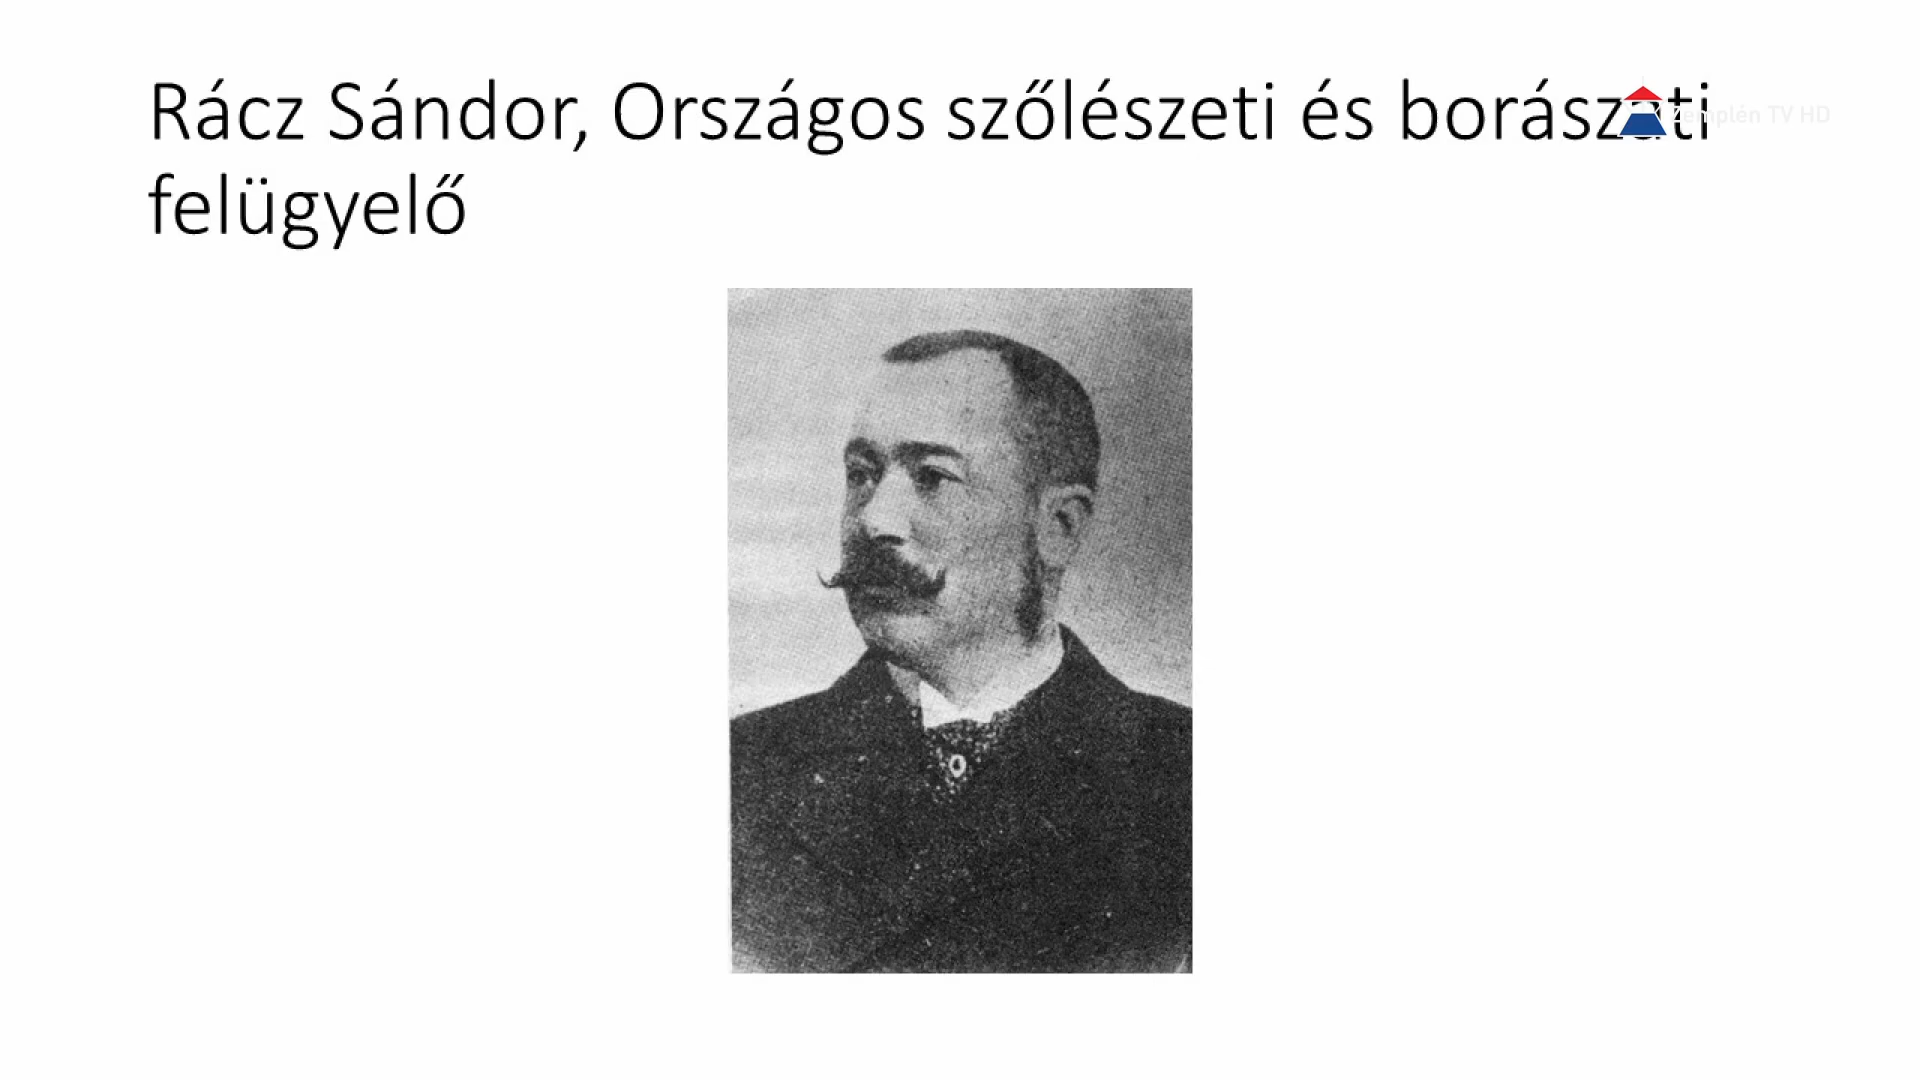 Rácz Sándor, Országos szőlészeti és borászati
felügyelő
Zemplén TV HD